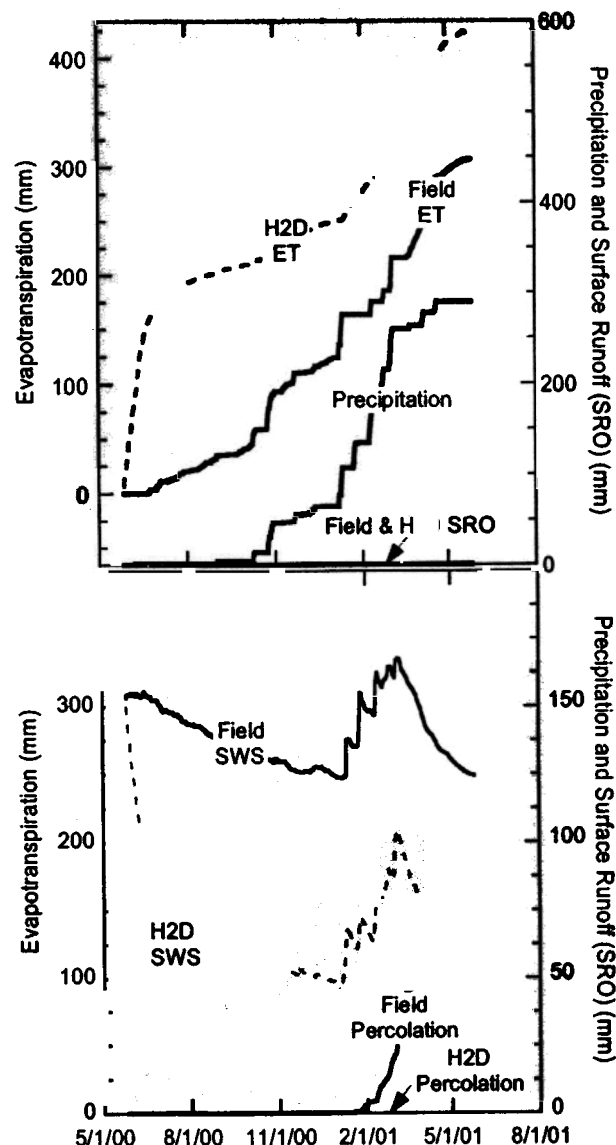 600
400
300
200
100
0
Evapotranspiration (mm)
H2D
ET
Field
ET
Precipitation
Field & H SRO
400
200
0
Precipitation and Surface Runoff (SRO) (mm)
300
200
100
0
Evapotranspiration (mm)
Field
SWS
H2D
SWS
Field
Percolation
H2D
Percolation
150
100
50
0
Precipitation and Surface Runoff (SRO) (mm)
5/1/00 8/1/00 11/11/00 2/1/01 5/1/01 8/1/01